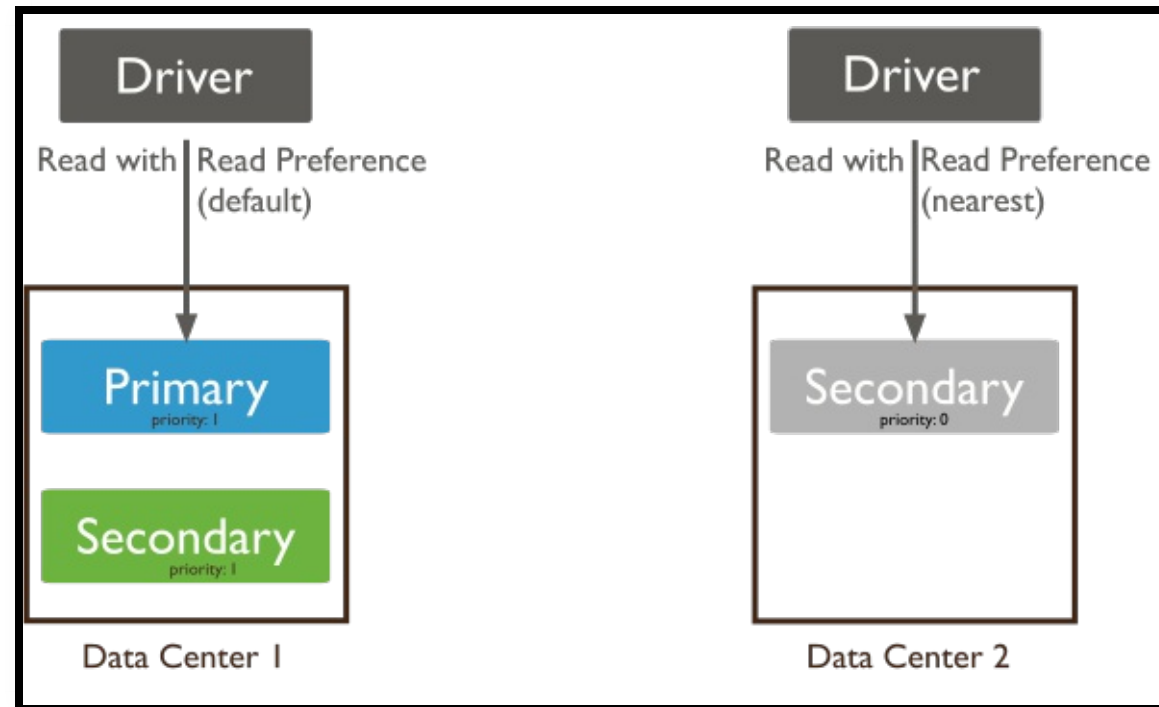 Driver
Read with Read Preference
(default)
Primary
priority: 1
Secondary
priority: 1
Data Center 1
Driver
Read with Read Preference
(nearest)
Secondary
priority: 0
Data Center 2